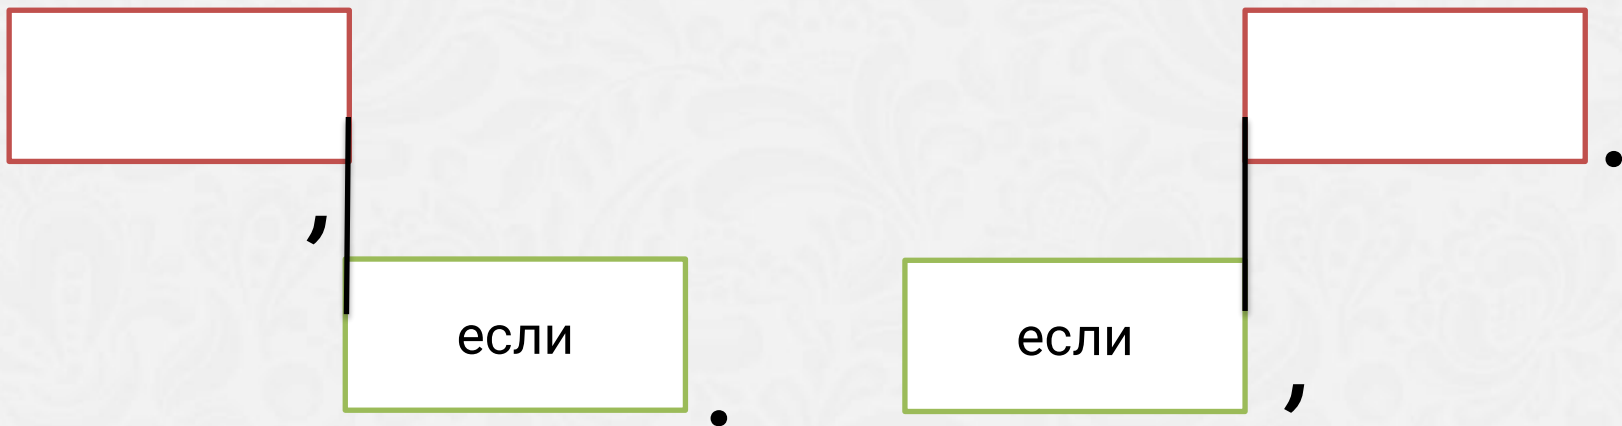 .
,
если если
. ,